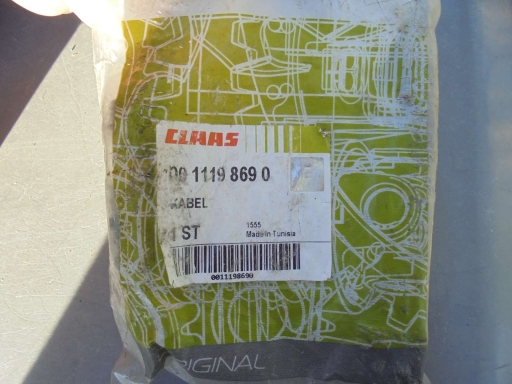 CLAAS
00 1119 869 0
KABEL
1 ST
1555
Made in Tunisia
0011198690
ORIGINAL